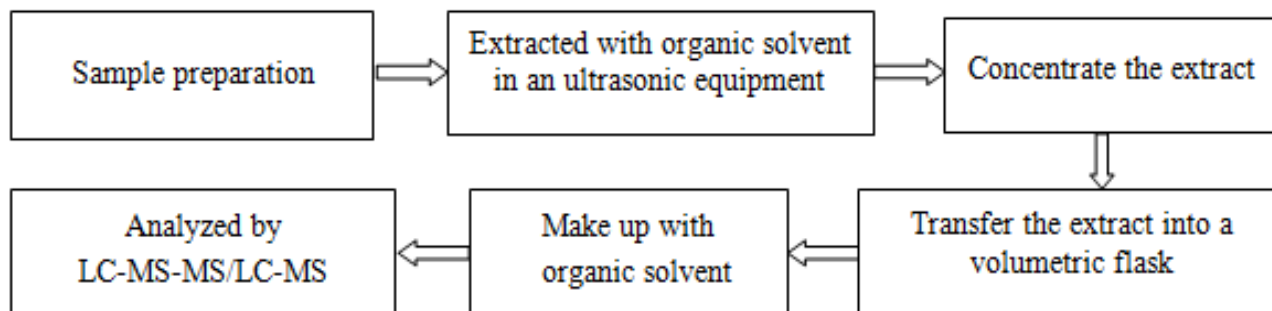 Sample preparation
Extracted with organic solvent
in an ultrasonic equipment
Concentrate the extract
Transfer the extract into a
volumetric flask
Make up with
organic solvent
Analyzed by
LC-MS-MS/LC-MS